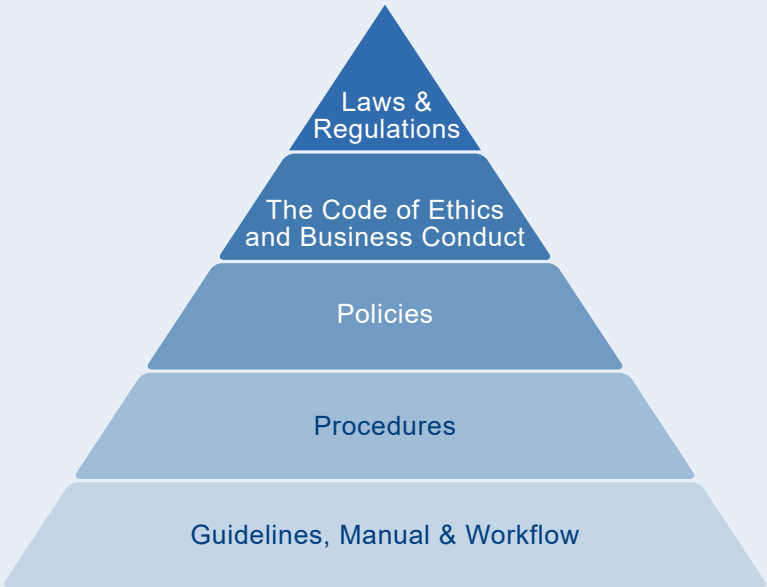 Laws &
Regulations
The Code of Ethics
and Business Conduct
Policies
Procedures
Guidelines, Manual & Workflow